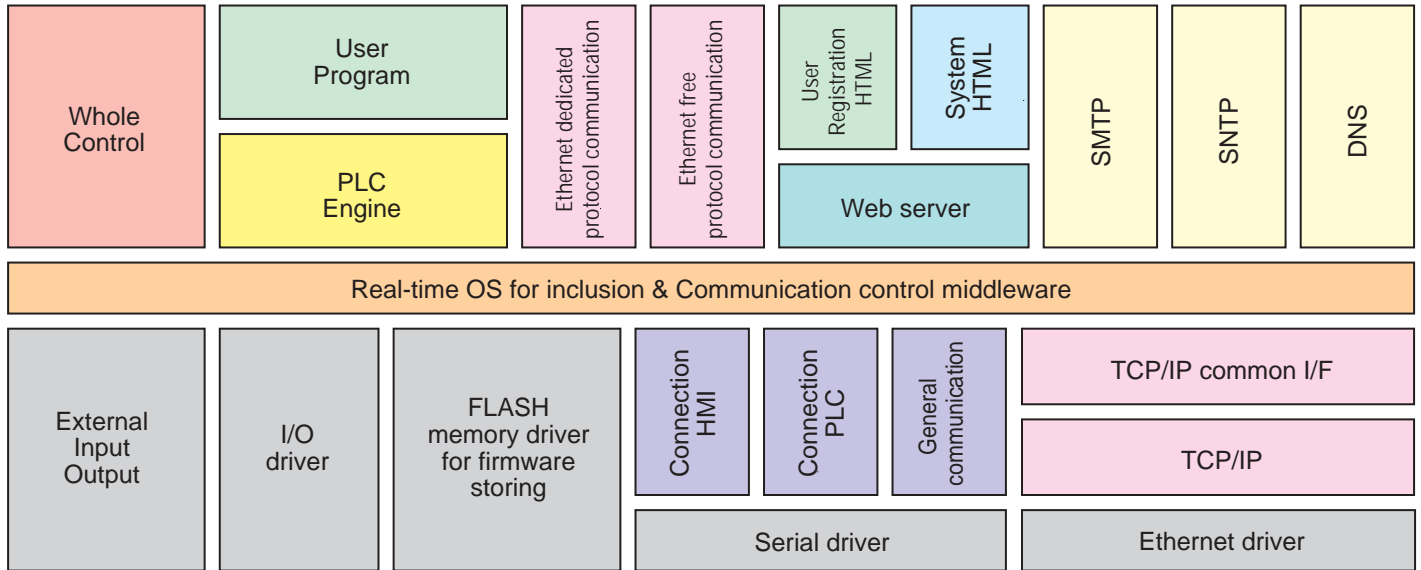 Whole
Control
User
Program
PLC
Engine
Ethernet dedicated
protocol communication
Ethernet free
protocol communication
User
Registration
HTML
System
HTML
Web server
SMTP
SNTP
DNS
Real-time OS for inclusion & Communication control middleware
External
Input
Output
I/O
driver
FLASH
memory driver
for firmware
storing
Connection
HMI
Connection
PLC
General
communication
Serial driver
TCP/IP common I/F
TCP/IP
Ethernet driver